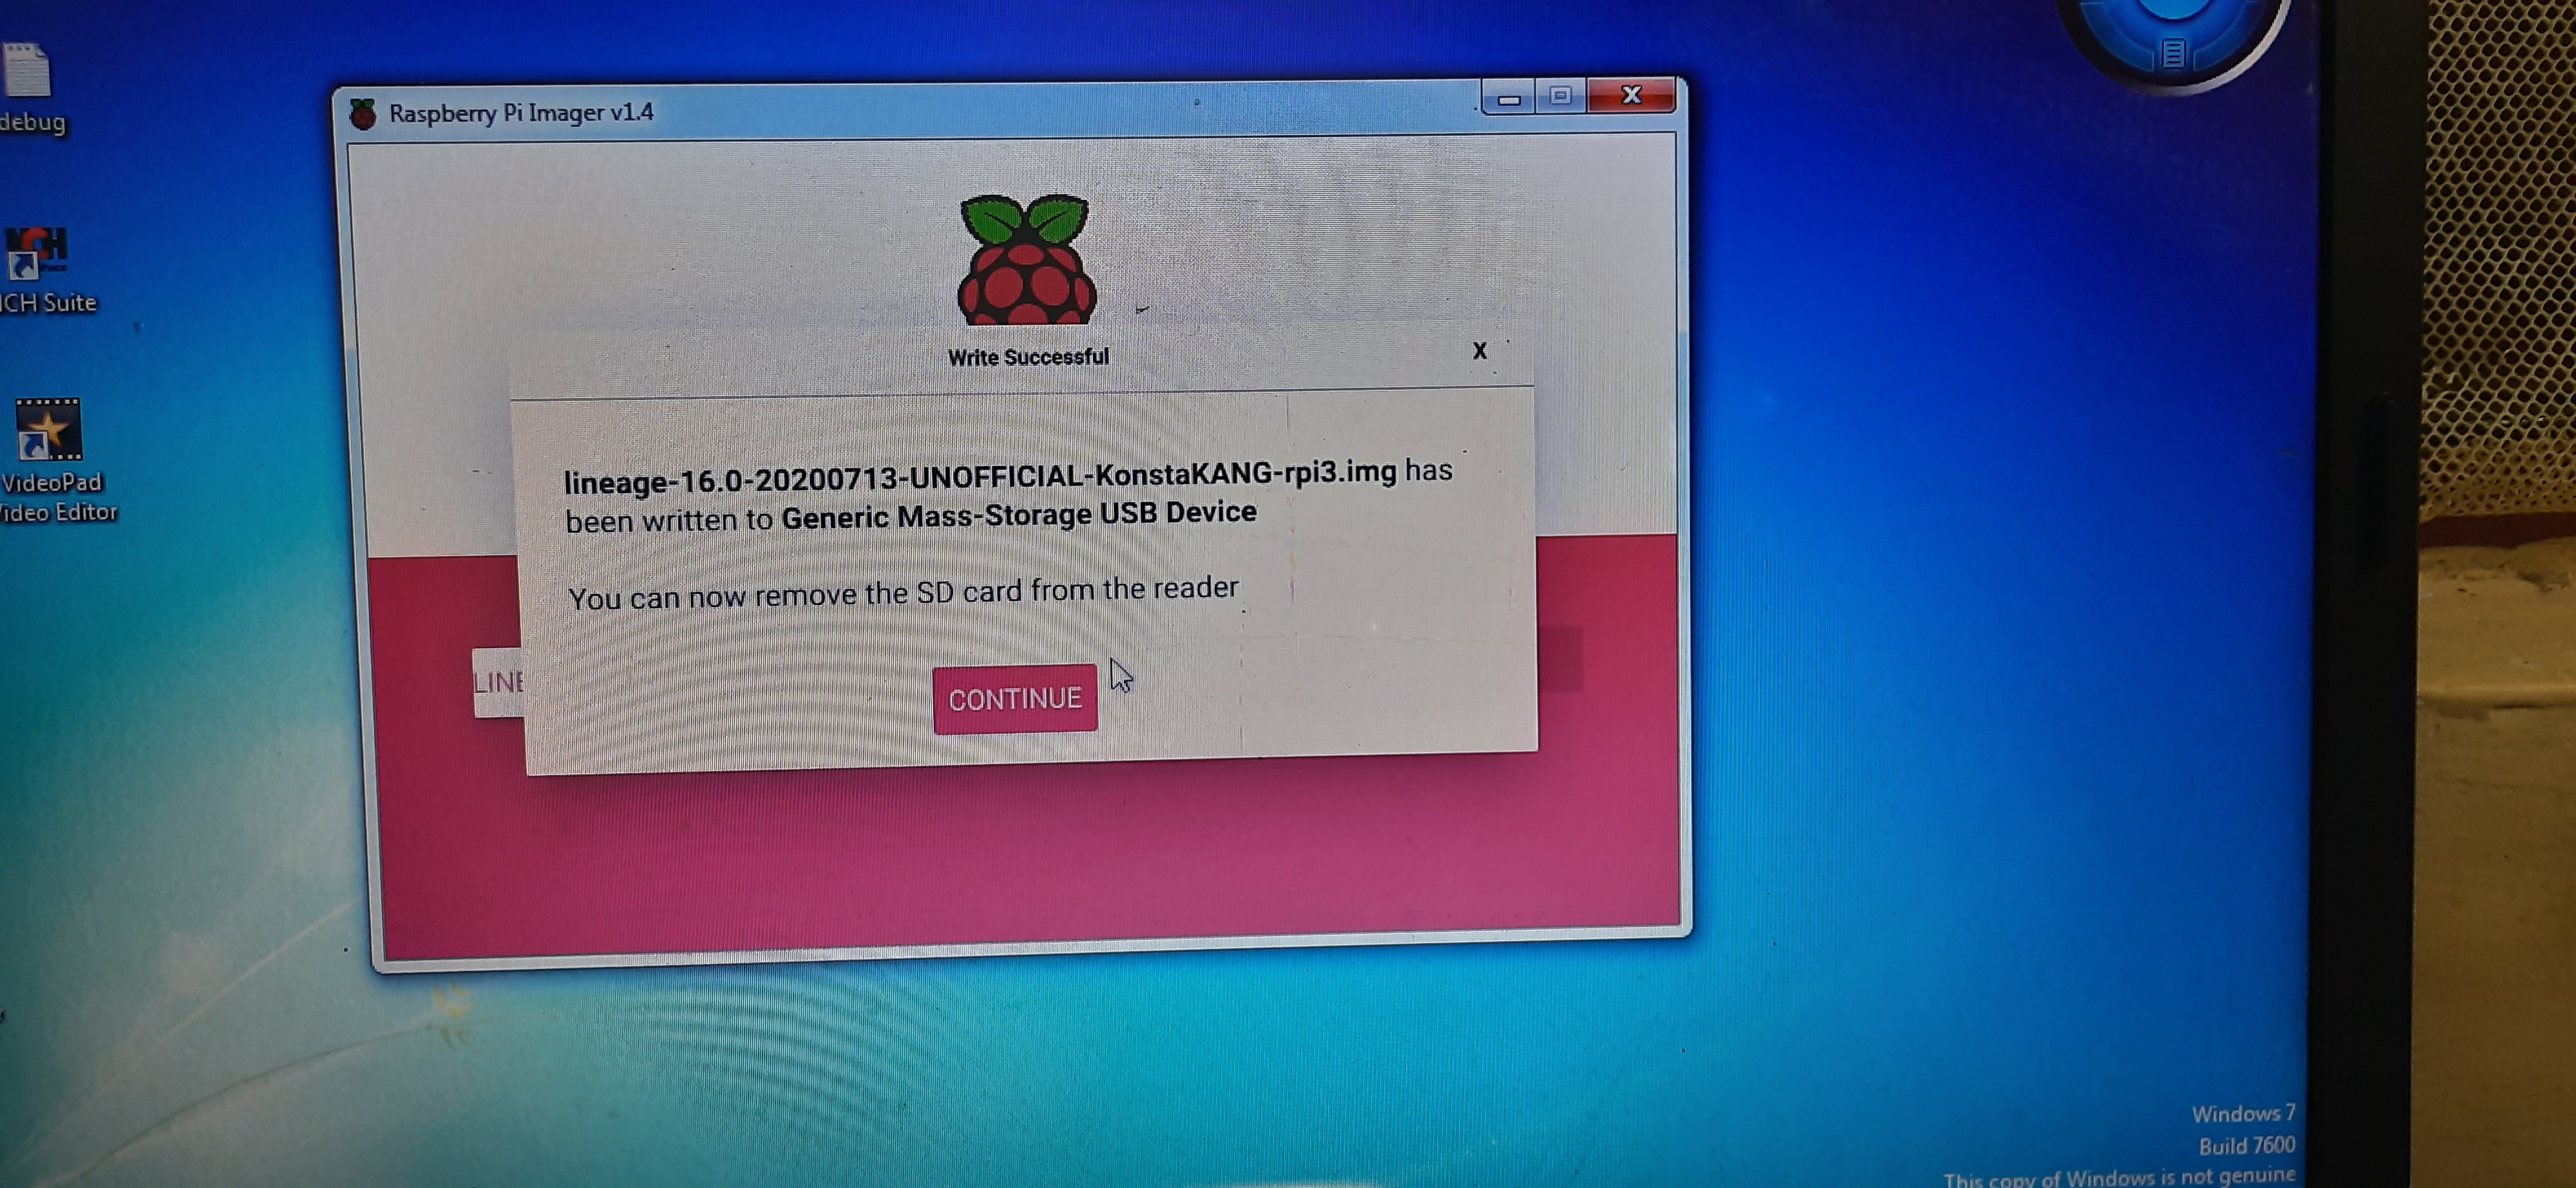 debug
CH Suite
VideoPad
ideo Editor
Raspberry Pi Imager v1.4
X
Write Successful
X
lineage-16.0-20200713-UNOFFICIAL-KonstaKANG-rpi3.img has
been written to Generic Mass-Storage USB Device
You can now remove the SD card from the reader
LINE
CONTINUE
Windows 7
Build 7600
This copy of Windows is not genuine